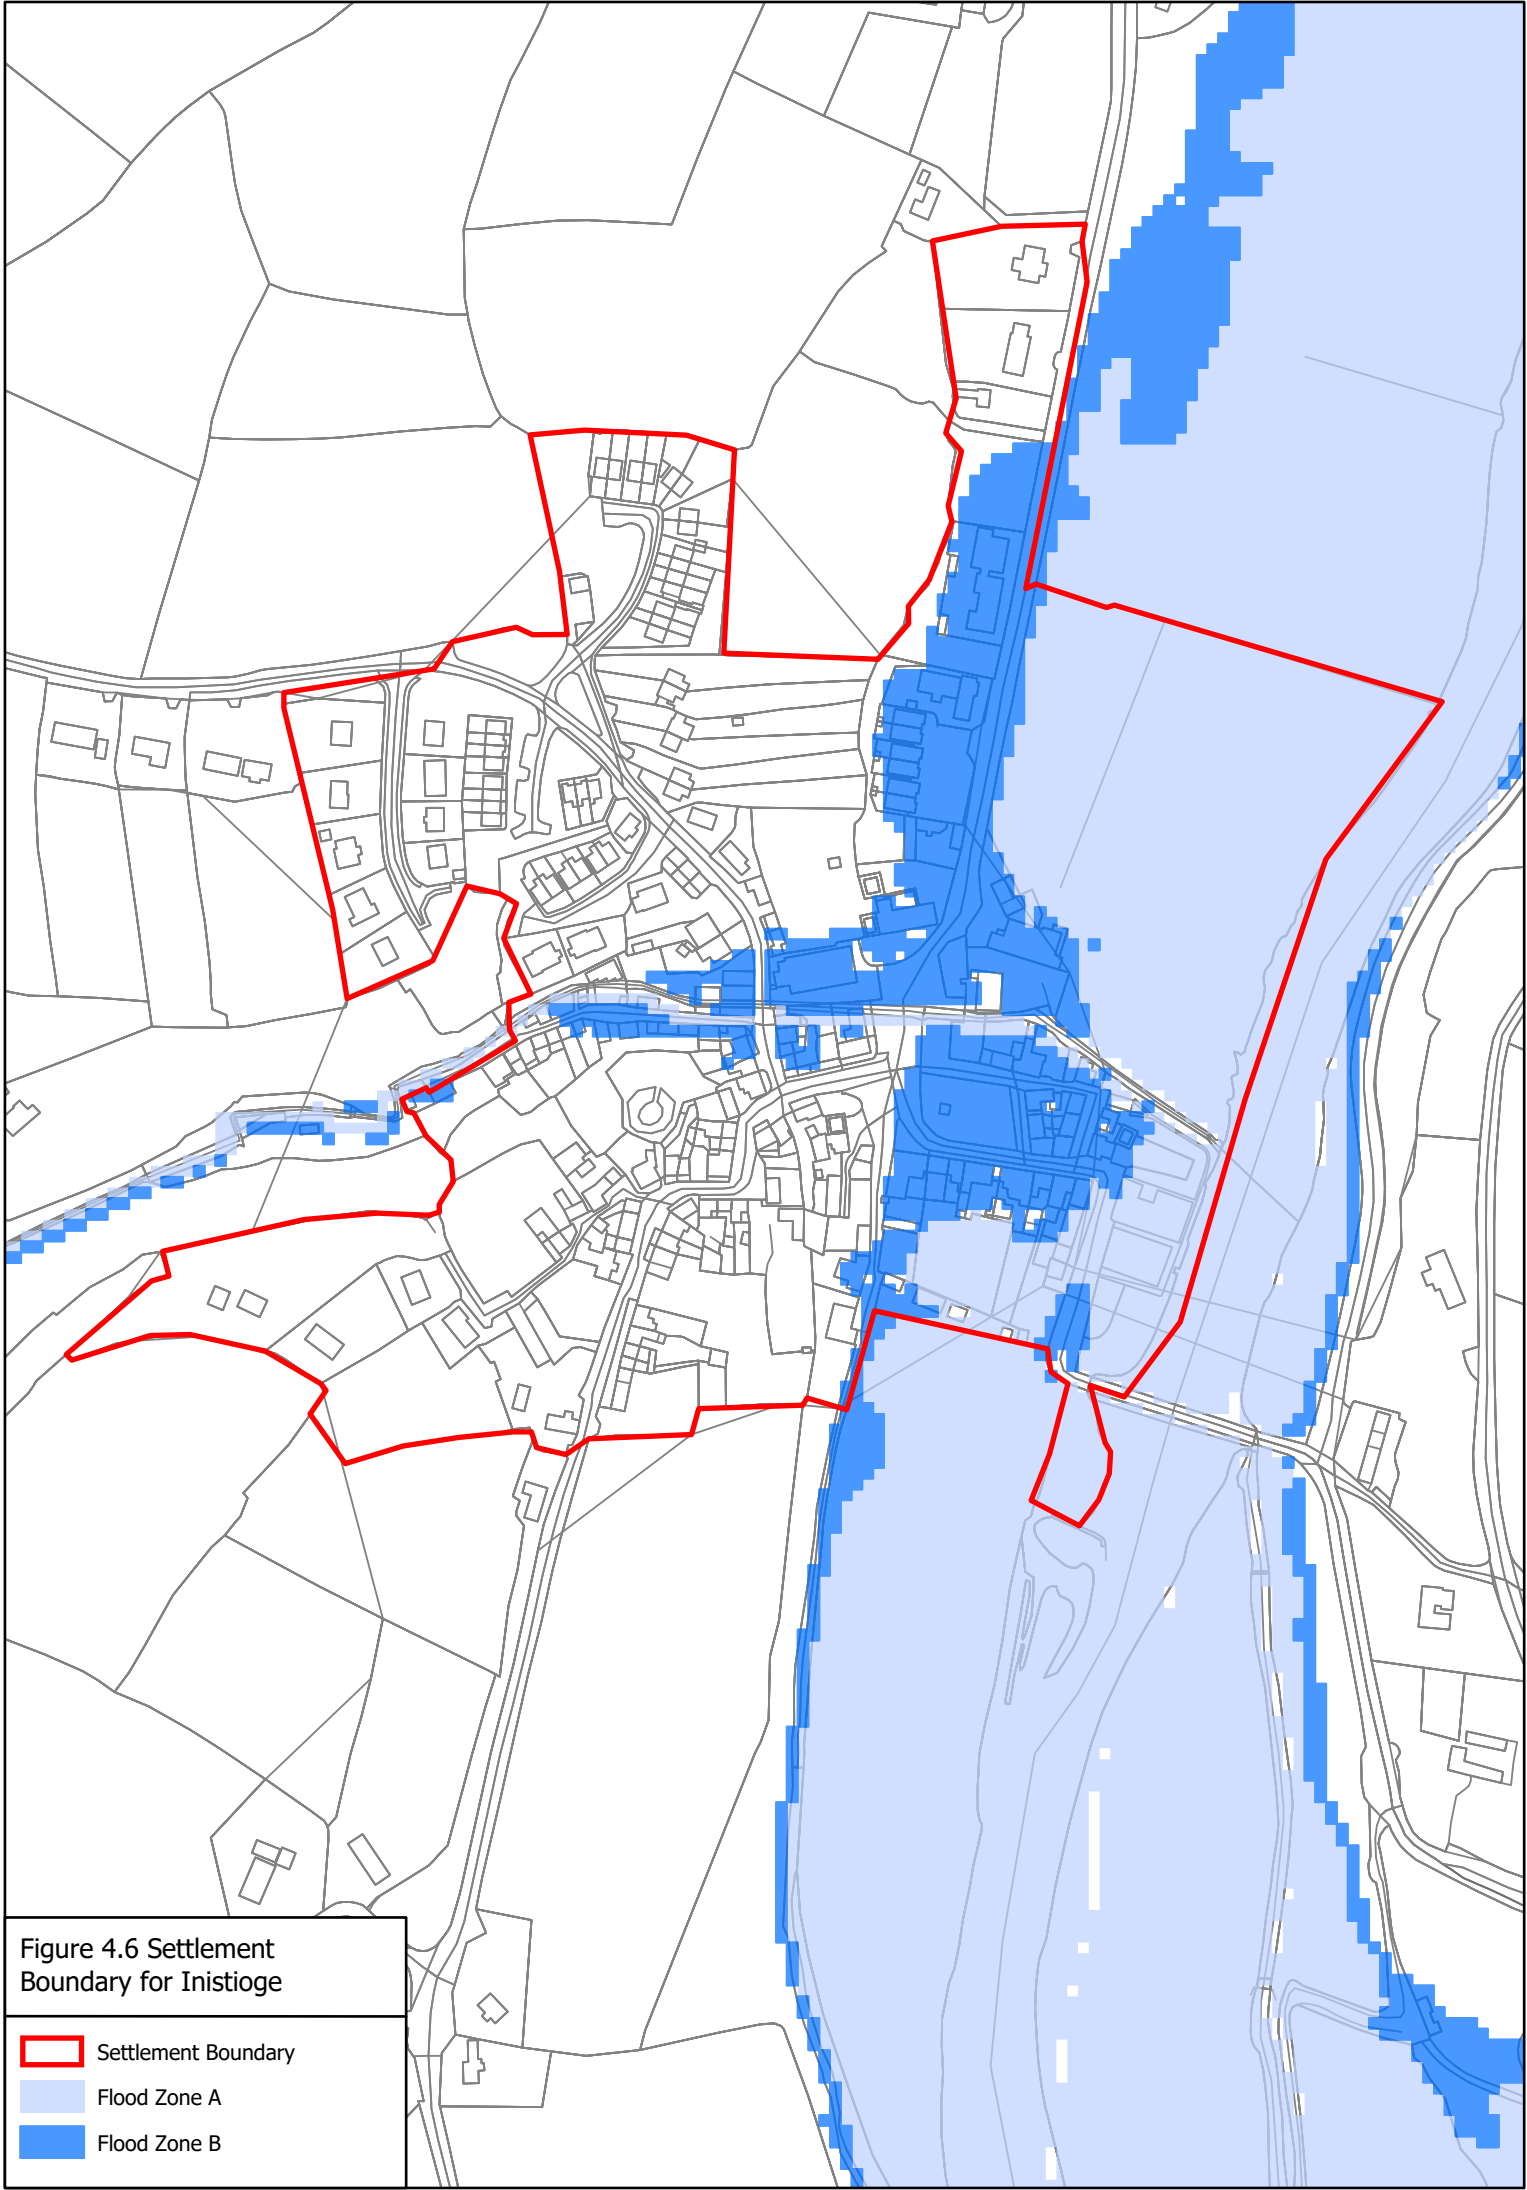 Figure 4.6 Settlement
Boundary for Inistioge
Settlement Boundary
Flood Zone A
Flood Zone B